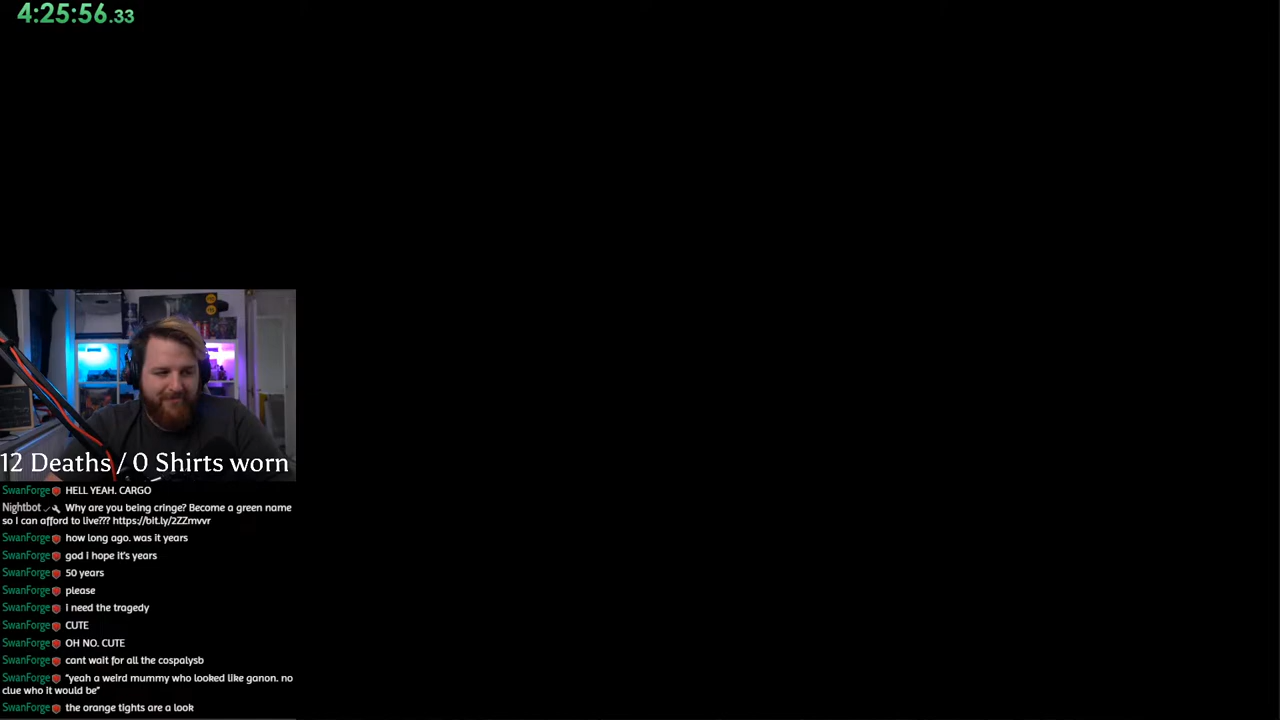 4:25:56.33
12 Deaths / 0 Shirts worn
SwanForge HELL YEAH. CARGO
Nightbot Why are you being cringe? Become a green name
so I can afford to live??? https://bit.ly/2ZZmvvr
SwanForge how long ago. was it years
SwanForge god i hope it's years
SwanForge 50 years
SwanForge please
SwanForge i need the tragedy
SwanForge CUTE
SwanForge OH NO. CUTE
SwanForge cant wait for all the cospalysb
SwanForge "yeah a weird mummy who looked like ganon. no
clue who it would be"
SwanForge the orange tights are a look